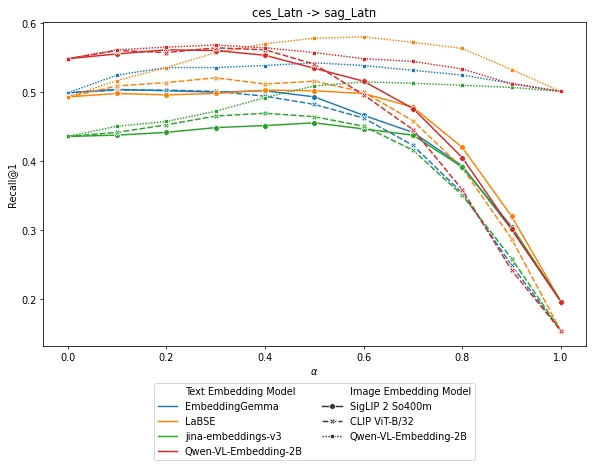 ces_Latn -> sag_Latn
0.6
0.5
0.4
0.3
0.2
Recall@1
0.0 0.2 0.4 0.6 0.8 1.0
α
Text Embedding Model Image Embedding Model
EmbeddingGemma SigLIP 2 So400m
LaBSE CLIP ViT-B/32
jina-embeddings-v3 Qwen-VL-Embedding-2B
Qwen-VL-Embedding-2B